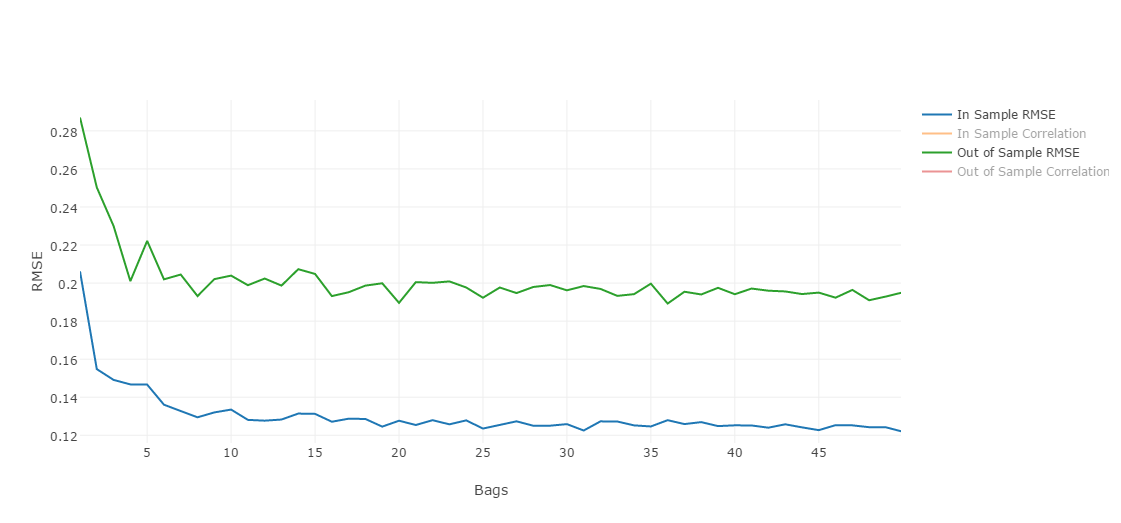 0.28
0.26
0.24
0.22
0.2
0.18
0.16
0.14
0.12
RMSE
5 10 15 20 25 30 35 40 45
Bags
In Sample RMSE
In Sample Correlation
Out of Sample RMSE
Out of Sample Correlation